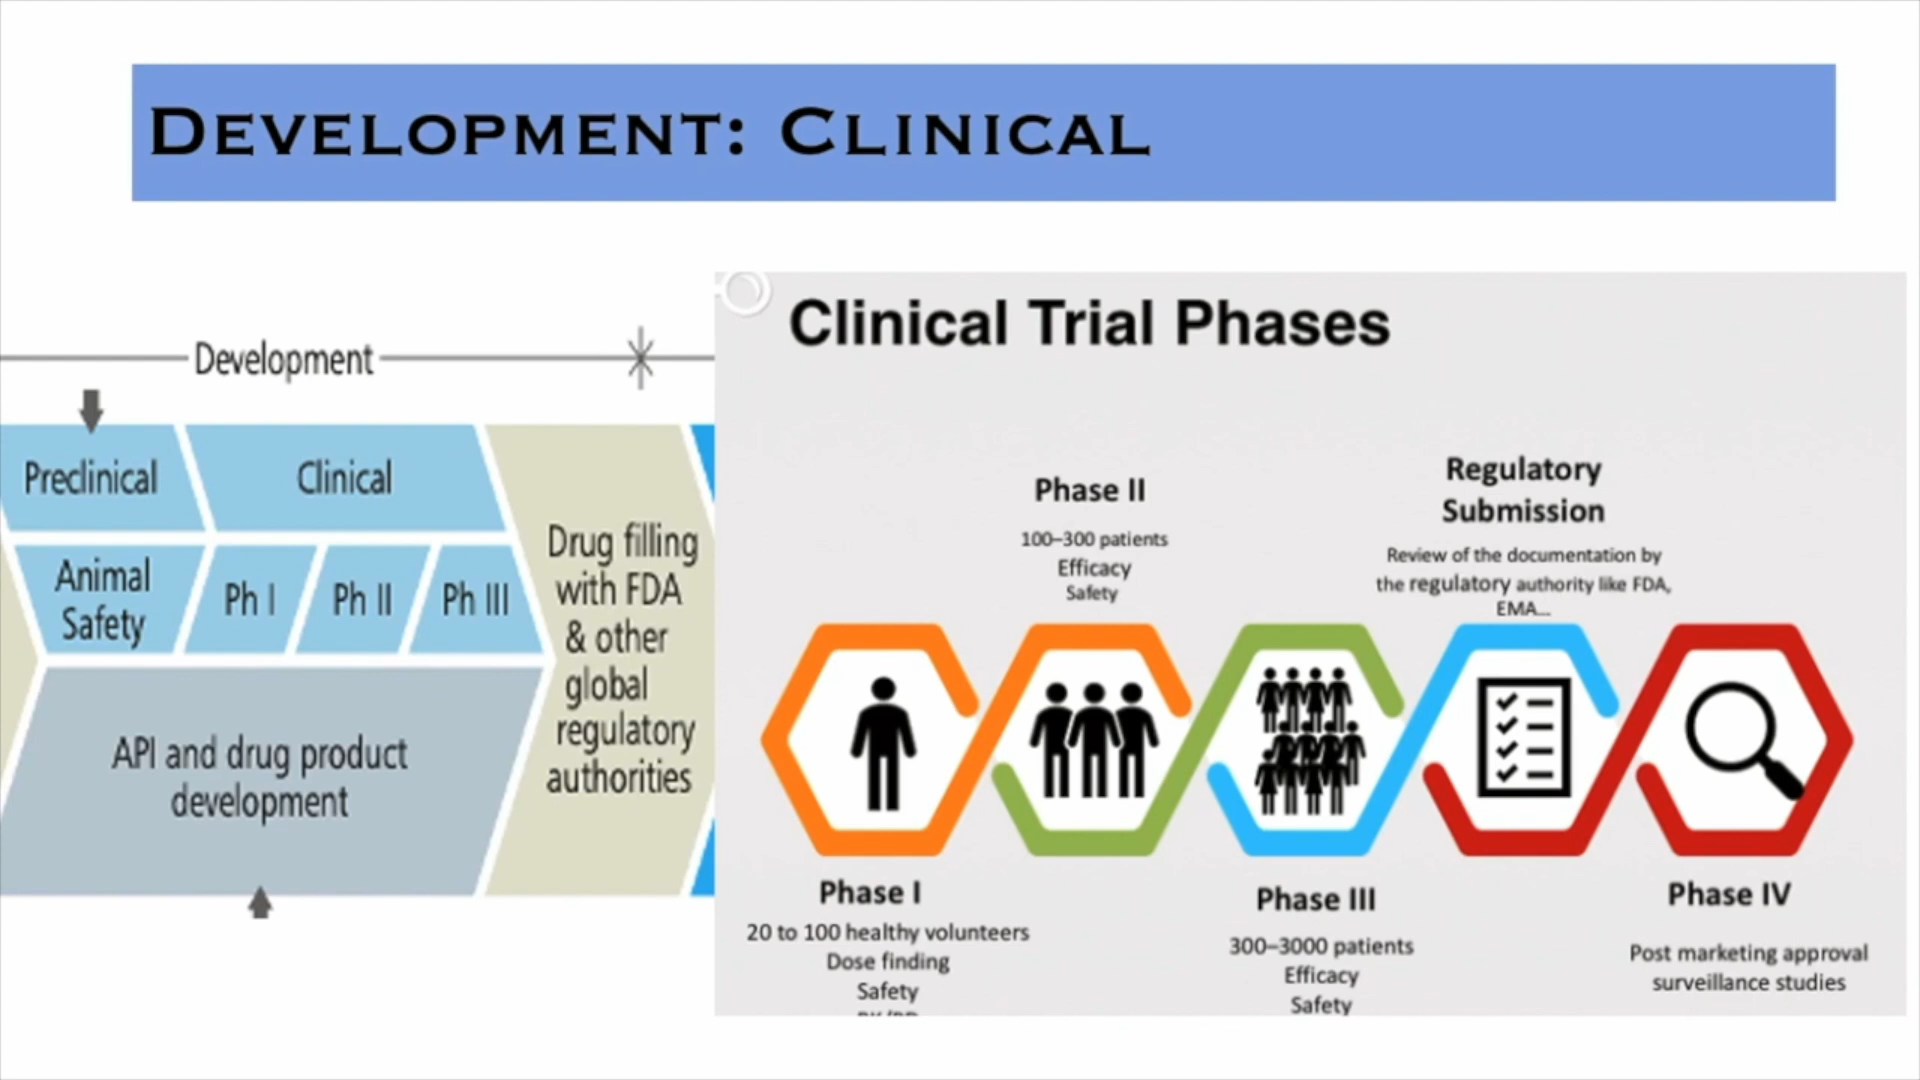 DEVELOPMENT: CLINICAL
Development
Preclinical
Clinical
Animal
Safety
Ph I
Ph II
Ph III
API and drug product
development
Drug filling
with FDA
& other
global
regulatory
authorities
Clinical Trial Phases
Phase I
20 to 100 healthy volunteers
Dose finding
Safety
Phase II
100–300 patients
Efficacy
Safety
Phase III
300–3000 patients
Efficacy
Safety
Regulatory
Submission
Review of the documentation by
the regulatory authority like FDA,
EMA...
Phase IV
Post marketing approval
surveillance studies